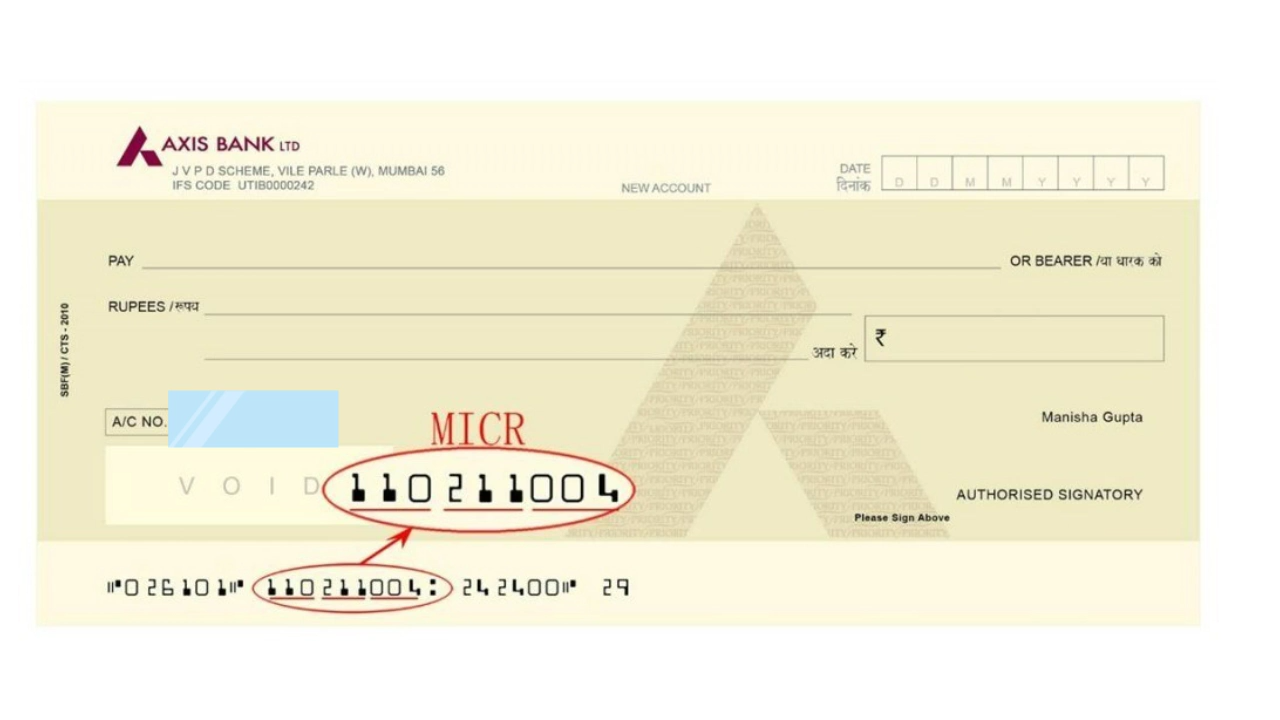 AXIS BANK LTD
J V P D SCHEME, VILE PARLE (W), MUMBAI 56
IFS CODE UTIB0000242
NEW ACCOUNT
DATE
दिनांक
D D M M Y Y Y Y
PAY
OR BEARER /या धारक को
RUPEES /रूपय
अदा करे
₹
SBF(M) / CTS - 2010
A/C NO.
MICR
Manisha Gupta
VOID
110211004
AUTHORISED SIGNATORY
Please Sign Above
⑈026101⑈ 110211004⑆ 242400⑈ 29